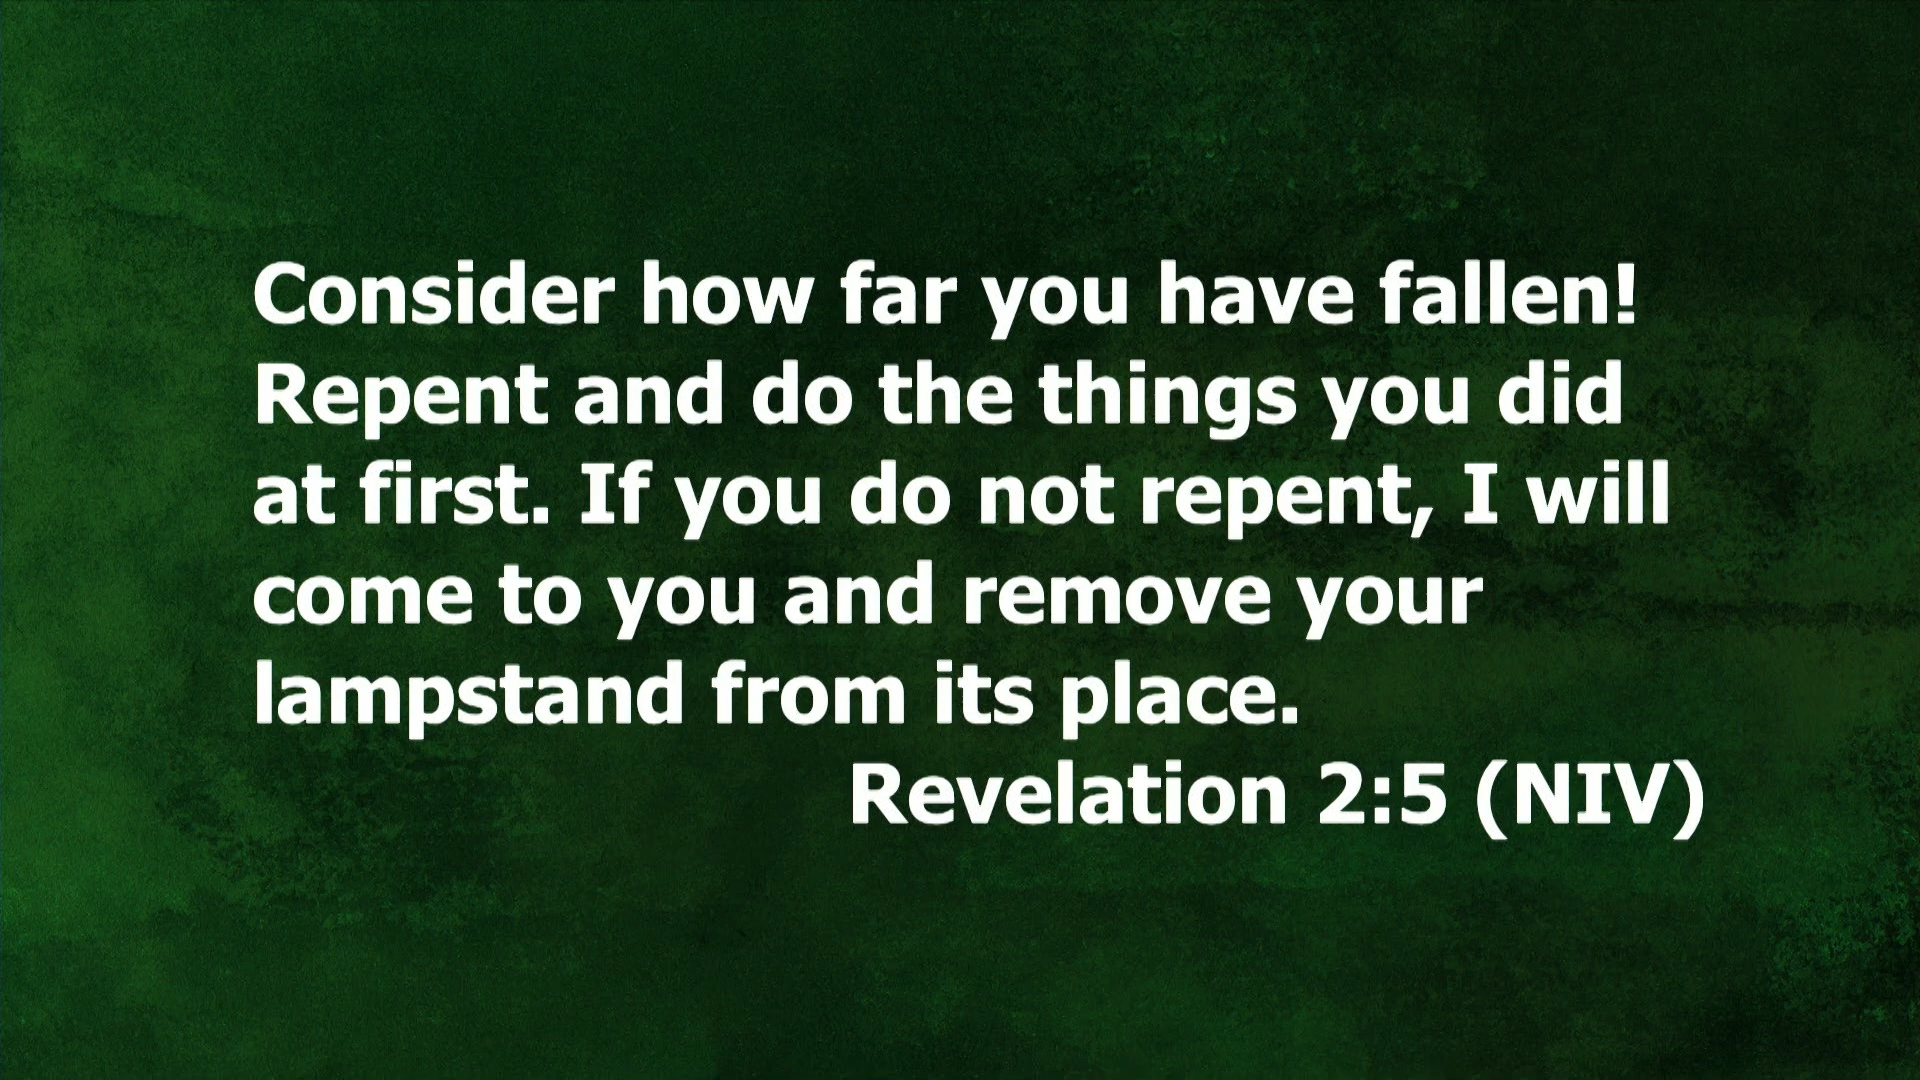 Consider how far you have fallen!
Repent and do the things you did
at first. If you do not repent, I will
come to you and remove your
lampstand from its place.
Revelation 2:5 (NIV)